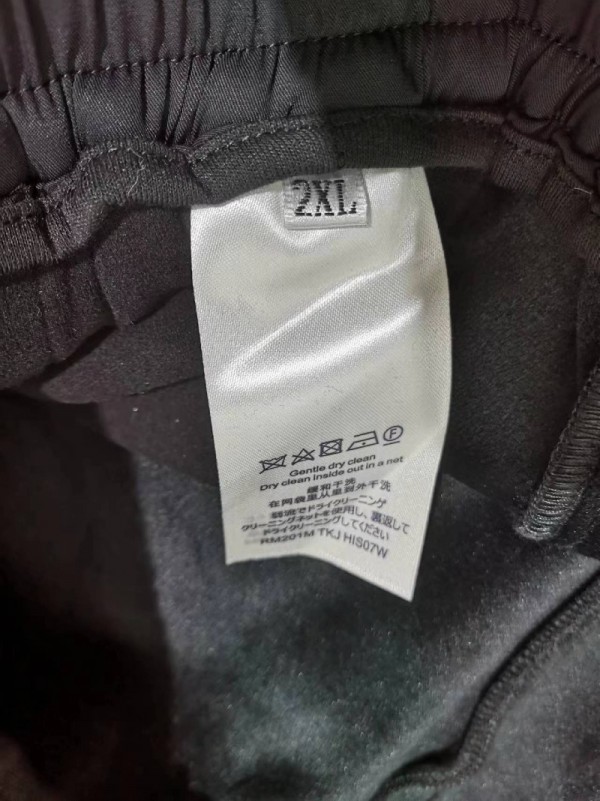 2XL
F
Gentle dry clean
Dry clean inside out in a net
缓和干洗
在网袋里从里到外干洗
弱流でドライクリーニング
クリーニングネットを使用し、裏返して
ドライクリーニングしてください
RM201M TKJ HIS07W